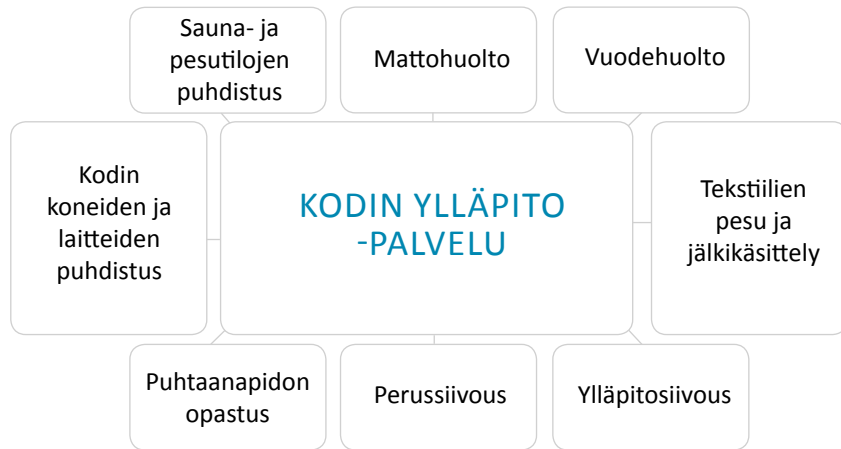 Sauna- ja
pesutilojen
puhdistus
Mattohuolto
Vuodehuolto
Kodin
koneiden ja
laitteiden
puhdistus
KODIN YLLÄPITO
-PALVELU
Tekstiilien
pesu ja
jälkikäsittely
Puhtaanapidon
opastus
Perussiivous
Ylläpitosiivous